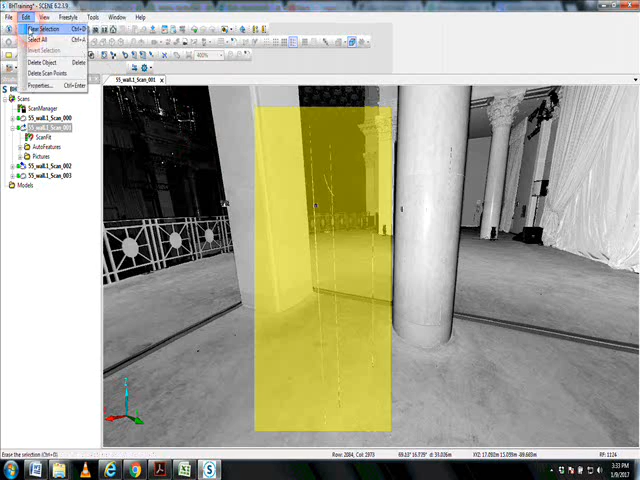 BHTraining* - SCENE 6.2.1.9
File Edit View Freestyle Tools Window Help
Clear Selection Ctrl+D
Select All Ctrl+A
Invert Selection
Delete Object Delete
Delete Scan Points
Properties... Ctrl+Enter
400%
55_wall.1_Scan_001
Scans
ScanManager
55_wall.1_Scan_000
55_wall.1_Scan_001
ScanFit
AutoFeatures
Pictures
55_wall.1_Scan_002
55_wall.1_Scan_003
Models
Erase the selection (Ctrl+D)
3:33 PM
1/9/2017